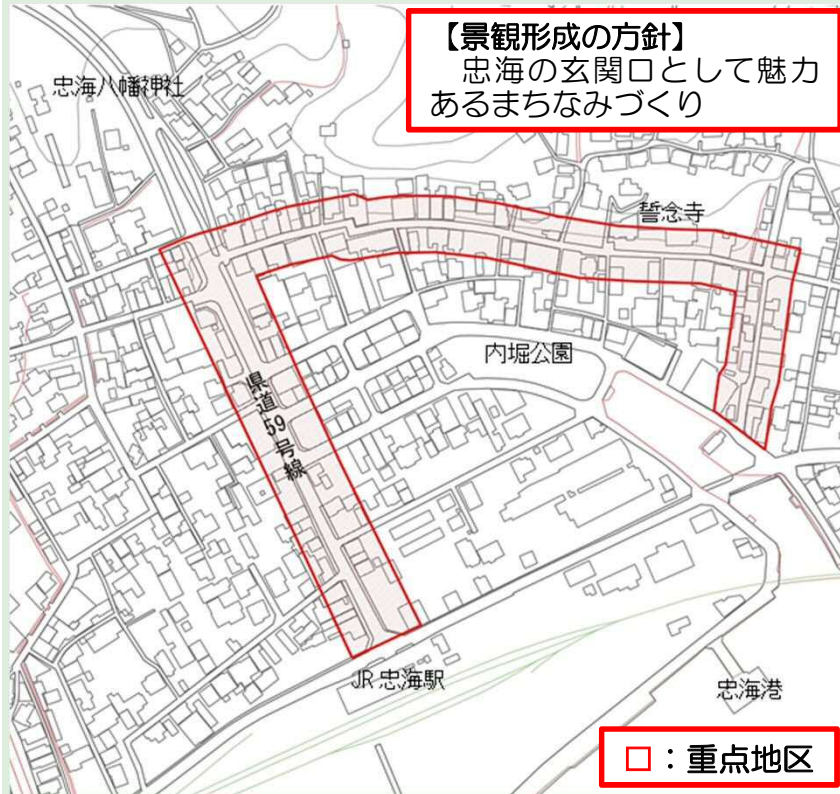 【景観形成の方針】
忠海の玄関口として魅力
あるまちなみづくり
忠海八幡神社
誓念寺
内堀公園
県道59号線
JR 忠海駅
忠海港
□：重点地区